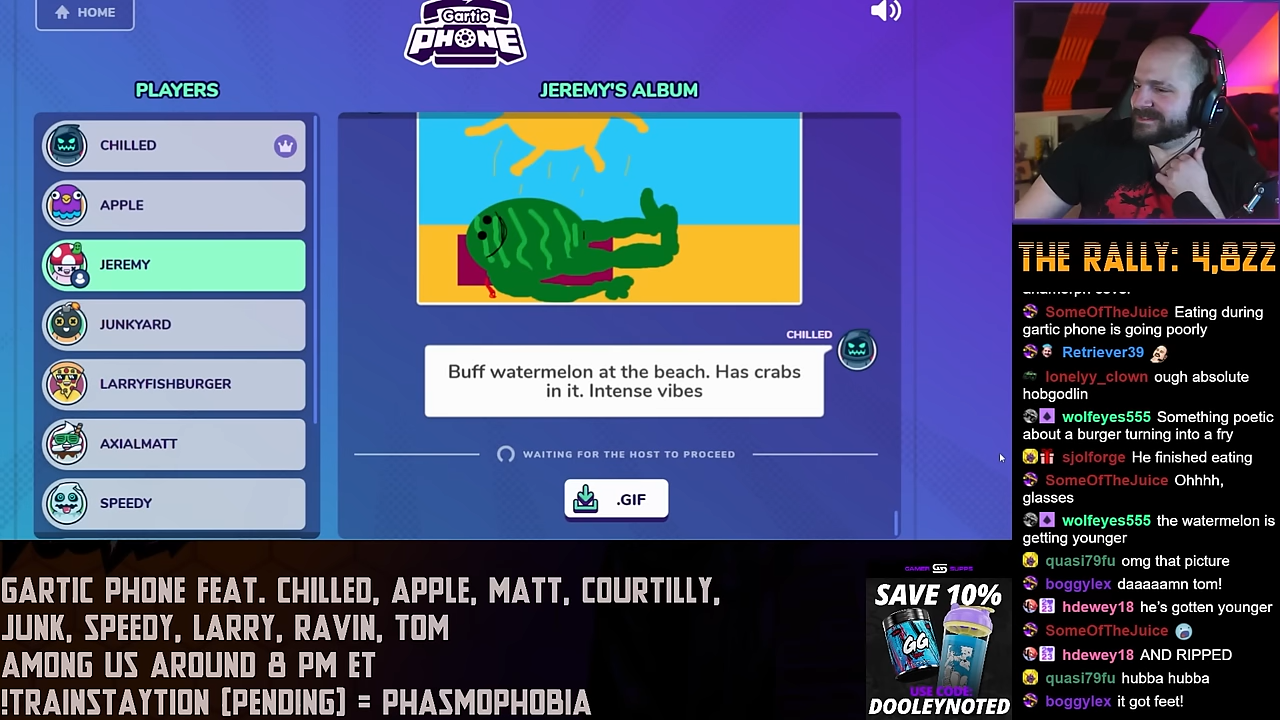 HOME
Gartic
PHONE
PLAYERS
CHILLED
APPLE
JEREMY
JUNKYARD
LARRYFISHBURGER
AXIALMATT
SPEEDY
JEREMY'S ALBUM
CHILLED
Buff watermelon at the beach. Has crabs
in it. Intense vibes
WAITING FOR THE HOST TO PROCEED
.GIF
THE RALLY: 4,822
SomeOfTheJuice Eating during
gartic phone is going poorly
Retriever39
lonelyy_clown ough absolute
hobgodlin
wolfeyes555 Something poetic
about a burger turning into a fry
sjolforge He finished eating
SomeOfTheJuice Ohhhh,
glasses
wolfeyes555 the watermelon is
getting younger
quasi79fu omg that picture
boggylex daaaaamn tom!
hdewey18 he's gotten younger
SomeOfTheJuice
hdewey18 AND RIPPED
quasi79fu hubba hubba
boggylex it got feet!
GARTIC PHONE FEAT. CHILLED, APPLE, MATT, COURTILLY,
JUNK, SPEEDY, LARRY, RAVIN, TOM
AMONG US AROUND 8 PM ET
!TRAINSTAYTION (PENDING) = PHASMOPHOBIA
GAMER GS SUPPS
SAVE 10%
GG
USE CODE:
DOOLEYNOTED